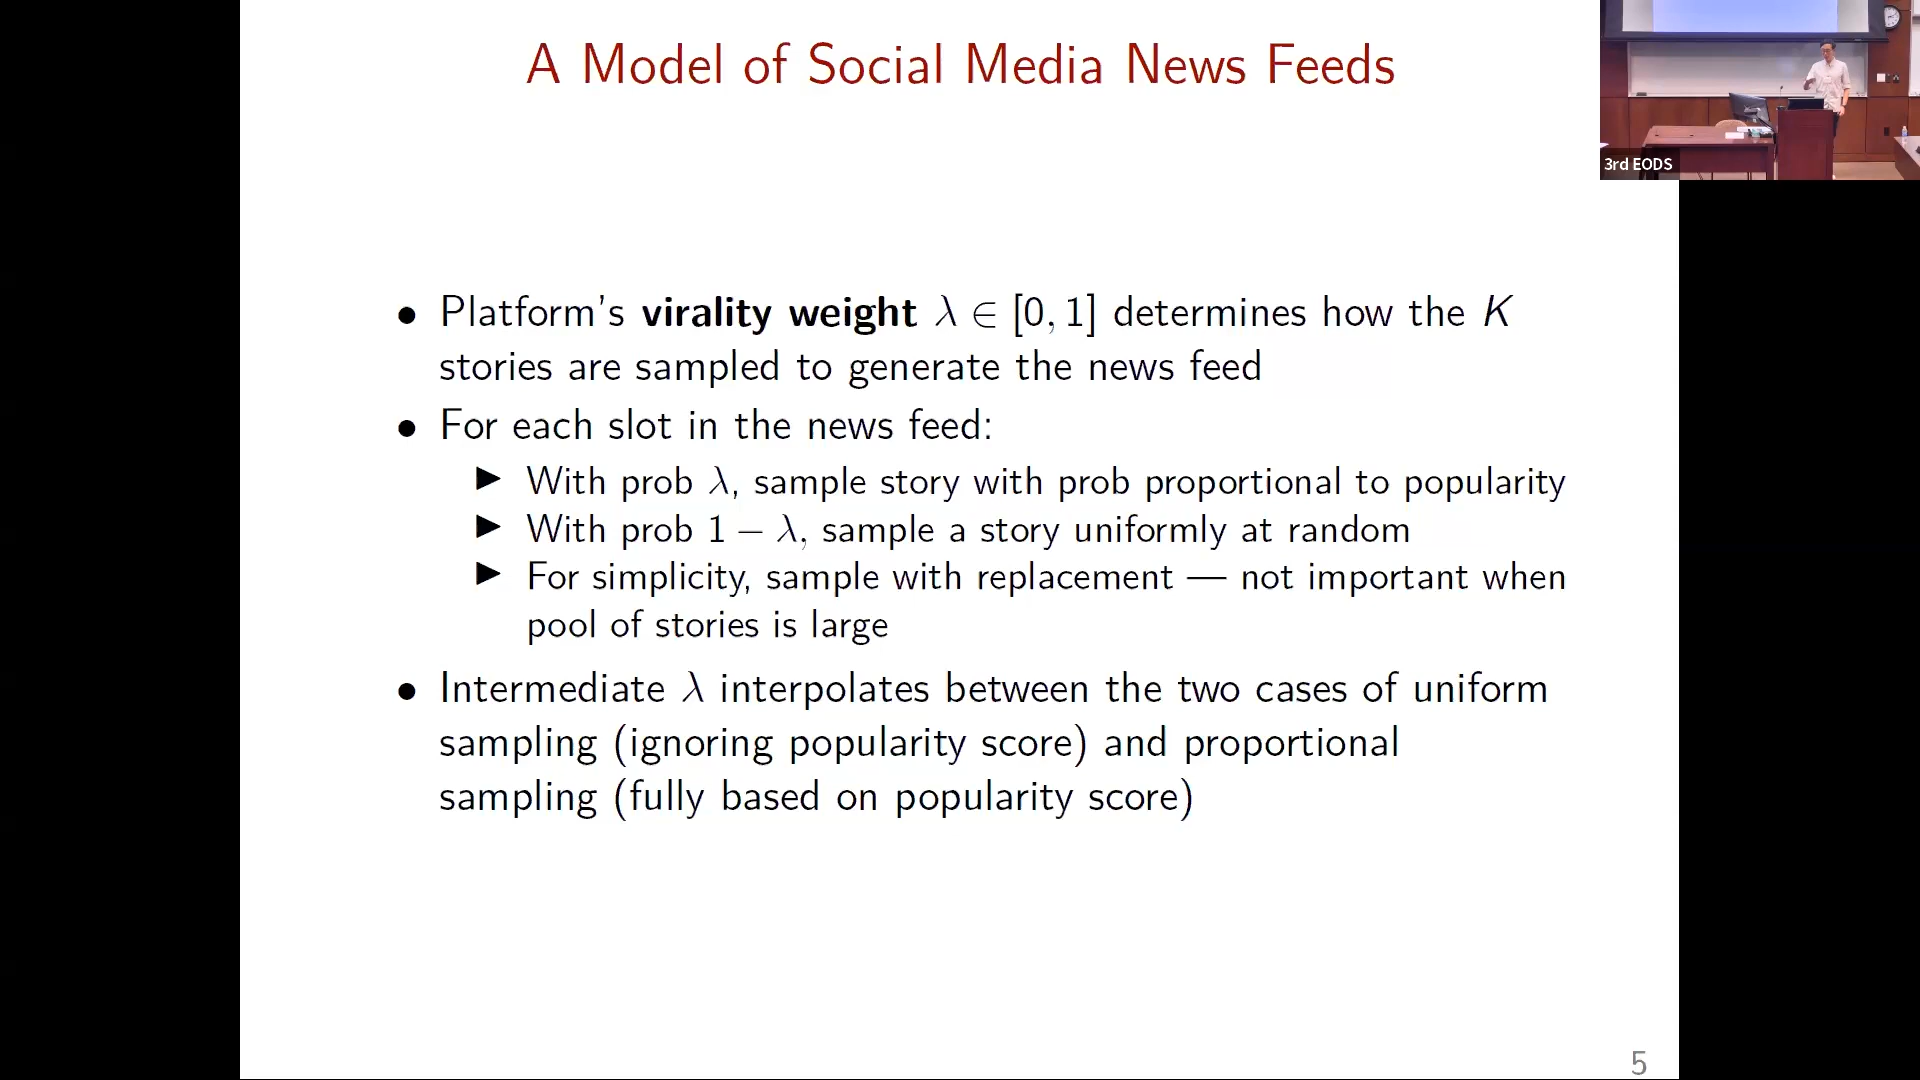 A Model of Social Media News Feeds
3rd EODS
• Platform's virality weight λ ∈ [0, 1] determines how the K
stories are sampled to generate the news feed
• For each slot in the news feed:
▶ With prob λ, sample story with prob proportional to popularity
▶ With prob 1 − λ, sample a story uniformly at random
▶ For simplicity, sample with replacement — not important when
pool of stories is large
• Intermediate λ interpolates between the two cases of uniform
sampling (ignoring popularity score) and proportional
sampling (fully based on popularity score)
5